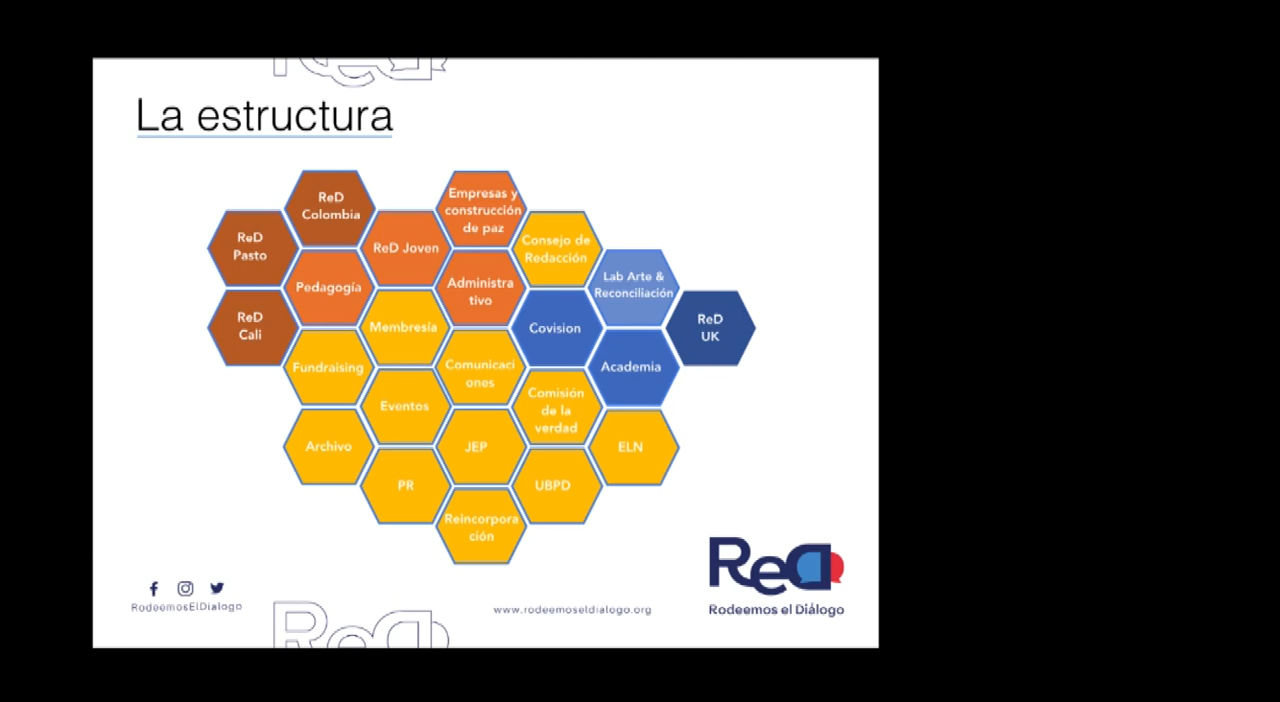 La estructura
ReD
Colombia
Empresas y
construcción
de paz
ReD
Pasto
ReD Joven
Consejo de
Redacción
Pedagogía
Administra
tivo
Lab Arte &
Reconciliación
ReD
Cali
Membresía
Covision
ReD
UK
Fundraising
Comunicaci
ones
Academia
Eventos
Comisión
de la
verdad
Archivo
JEP
ELN
PR
UBPD
Reincorpora
ción
ReD
Rodeemos el Diálogo
RodeemosElDialogo
www.rodeemoseldialogo.org
ReD